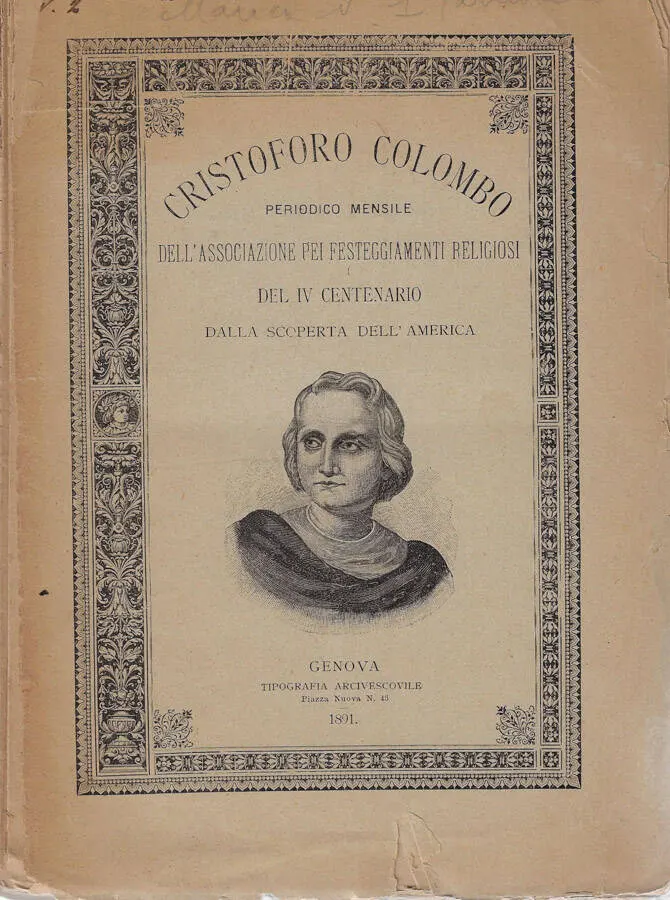 CRISTOFORO COLOMBO
PERIODICO MENSILE
DELL'ASSOCIAZIONE PEI FESTEGGIAMENTI RELIGIOSI
DEL IV CENTENARIO
DALLA SCOPERTA DELL'AMERICA
GENOVA
TIPOGRAFIA ARCIVESCOVILE
Piazza Nuova N. 43
1891.